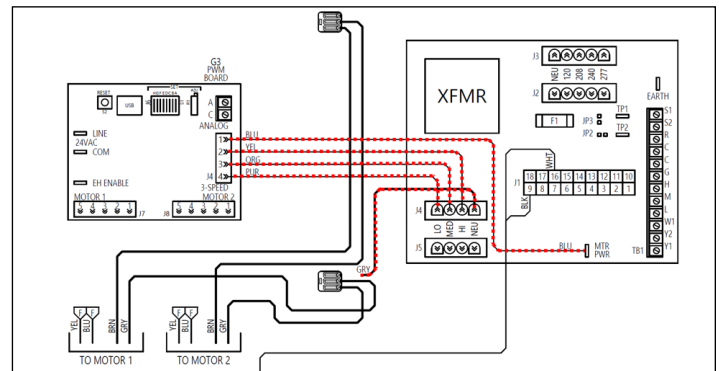 G3
PWM
BOARD
RESET
S2
USB
SET
HGFEDCBA
A
C
ANALOG
LINE
24VAC
COM
EH ENABLE
1
2
3
J4 4
3-SPEED
BLU
YEL
ORG
PUR
MOTOR 1
MOTOR 2
5 4 3 2 1
J7
J8
5 4 3 2 1
XFMR
J3
NEU
120
208
240
277
J2
EARTH
F1
JP3
JP2
TP1
TP2
S1
S2
R
C
C
G
H
M
L
W1
Y2
TB1
Y1
WHT
J1
18 17 16 15 14 13 12 11 10
9 8 7 6 5 4 3 2 1
BLK
J4
LO
MED
HI
NEU
J5
BLU
MTR
PWR
GRY
F F
YEL
BLU
BRN
GRY
F F
YEL
BLU
BRN
GRY
TO MOTOR 1
TO MOTOR 2